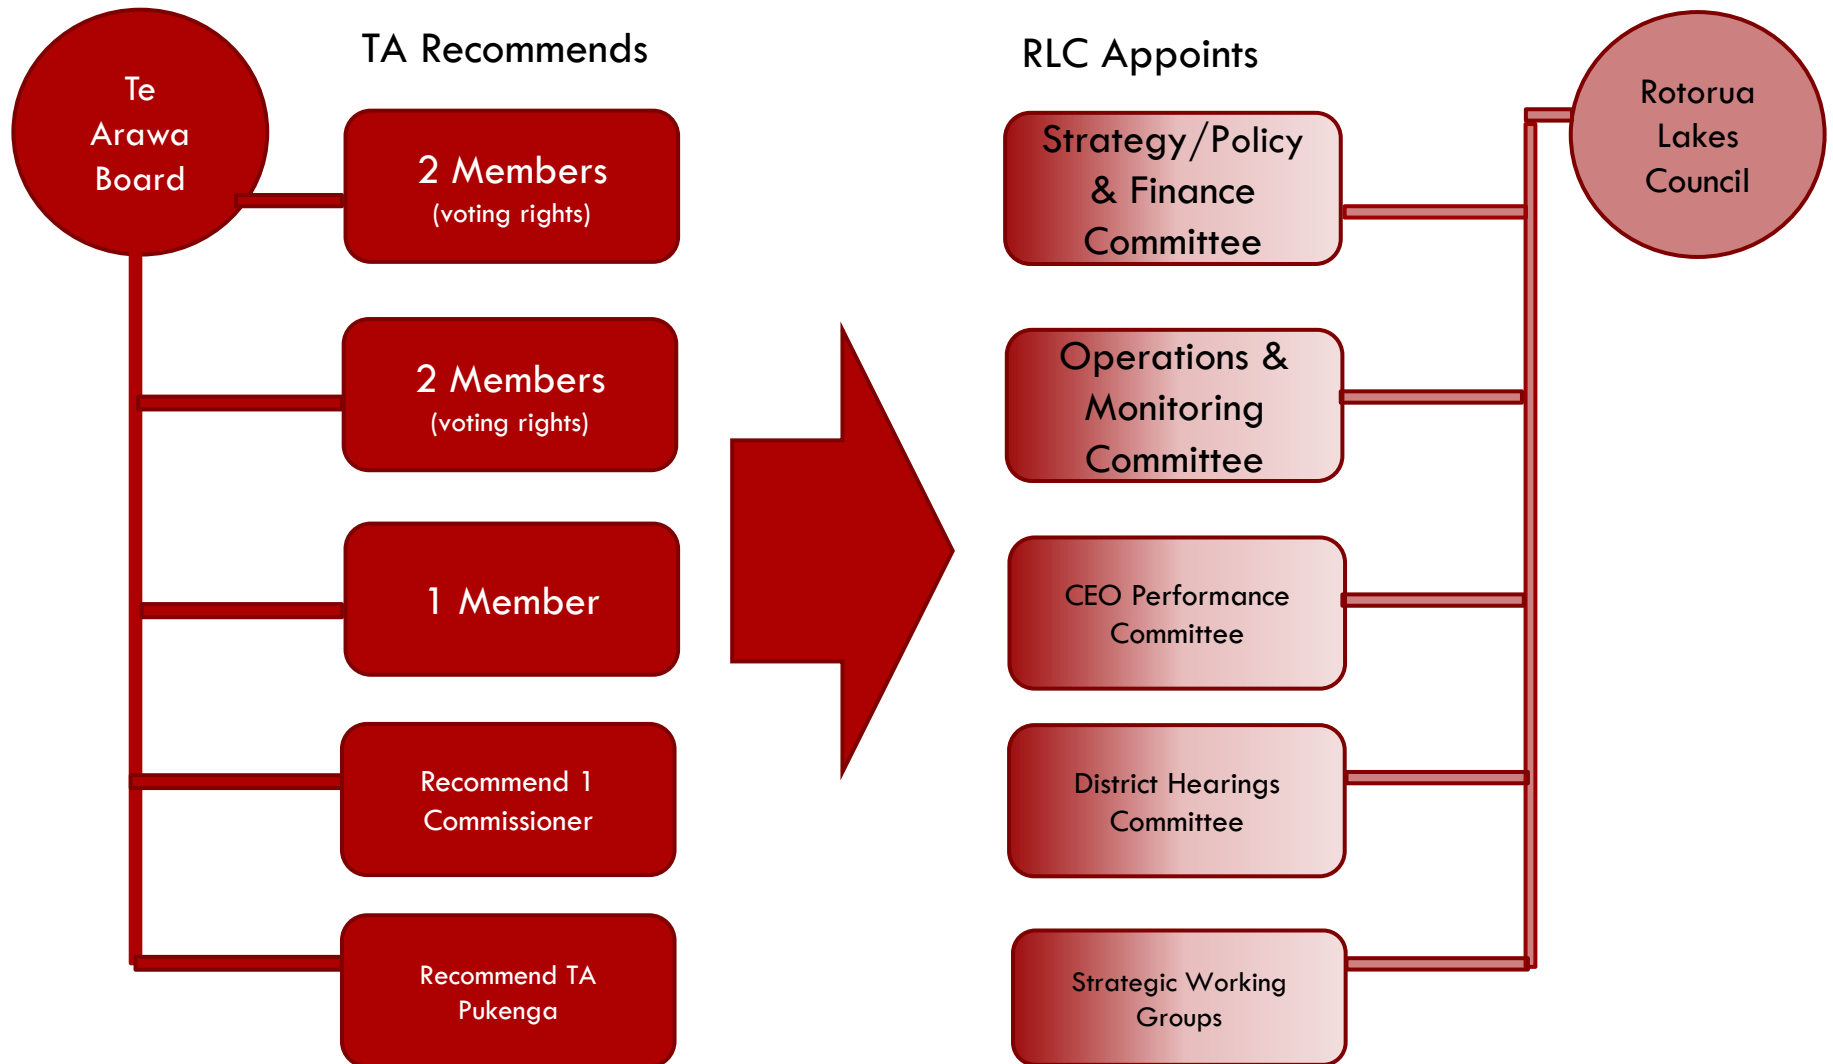 TA Recommends
RLC Appoints
Te
Arawa
Board
2 Members
(voting rights)
Strategy/Policy
& Finance
Committee
Rotorua
Lakes
Council
2 Members
(voting rights)
Operations &
Monitoring
Committee
1 Member
CEO Performance
Committee
Recommend 1
Commissioner
District Hearings
Committee
Recommend TA
Pukenga
Strategic Working
Groups